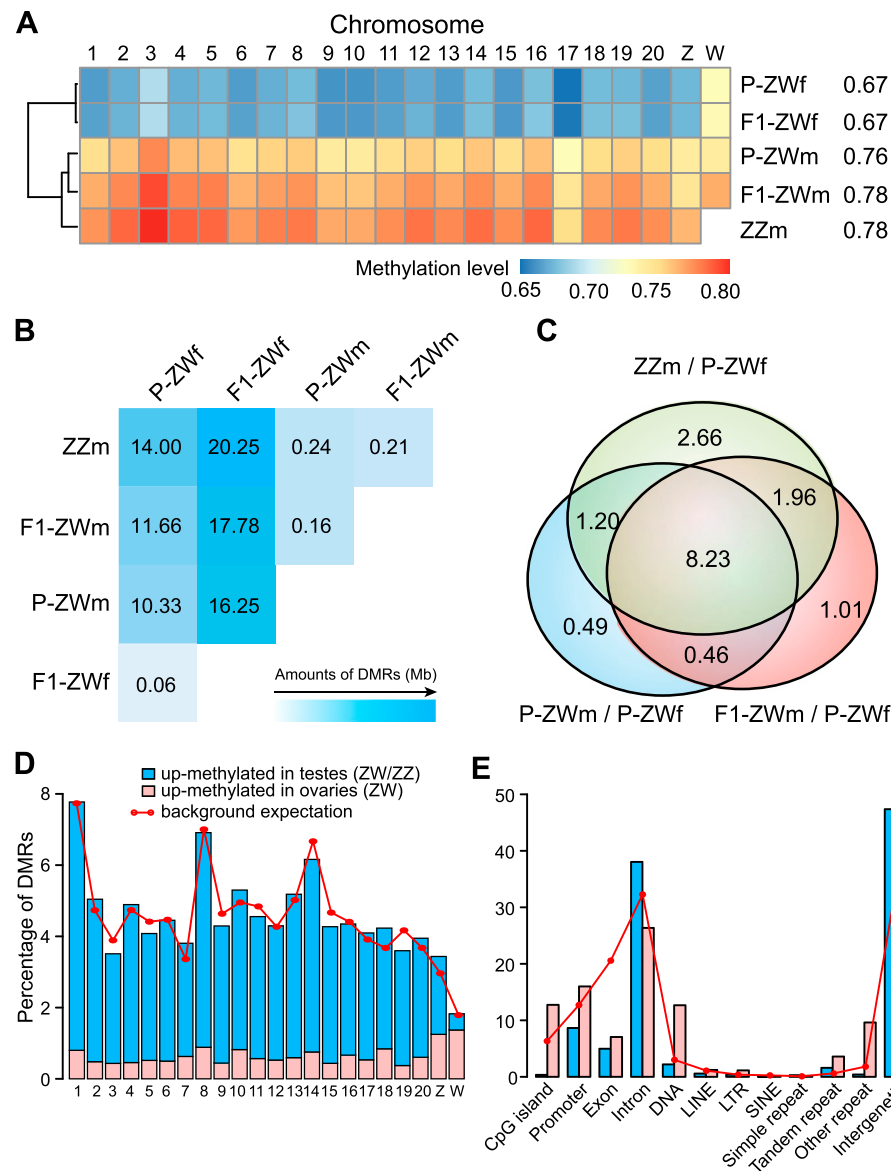 A
Chromosome
1 2 3 4 5 6 7 8 9 10 11 12 13 14 15 16 17 18 19 20 Z W
P-ZWf 0.67
F1-ZWf 0.67
P-ZWm 0.76
F1-ZWm 0.78
ZZm 0.78
Methylation level
0.65 0.70 0.75 0.80
B
P-ZWf F1-ZWf P-ZWm F1-ZWm
ZZm 14.00 20.25 0.24 0.21
F1-ZWm 11.66 17.78 0.16
P-ZWm 10.33 16.25
F1-ZWf 0.06
Amounts of DMRs (Mb)
C
ZZm / P-ZWf
2.66
1.20 1.96
8.23
0.49 1.01
0.46
P-ZWm / P-ZWf F1-ZWm / P-ZWf
D
up-methylated in testes (ZW/ZZ)
up-methylated in ovaries (ZW)
background expectation
Percentage of DMRs
8
6
4
2
0
1 2 3 4 5 6 7 8 9 10 11 12 13 14 15 16 17 18 19 20 Z W
E
50
40
30
20
10
0
CpG island Promoter Exon Intron DNA LINE LTR SINE Simple repeat Tandem repeat Other repeat